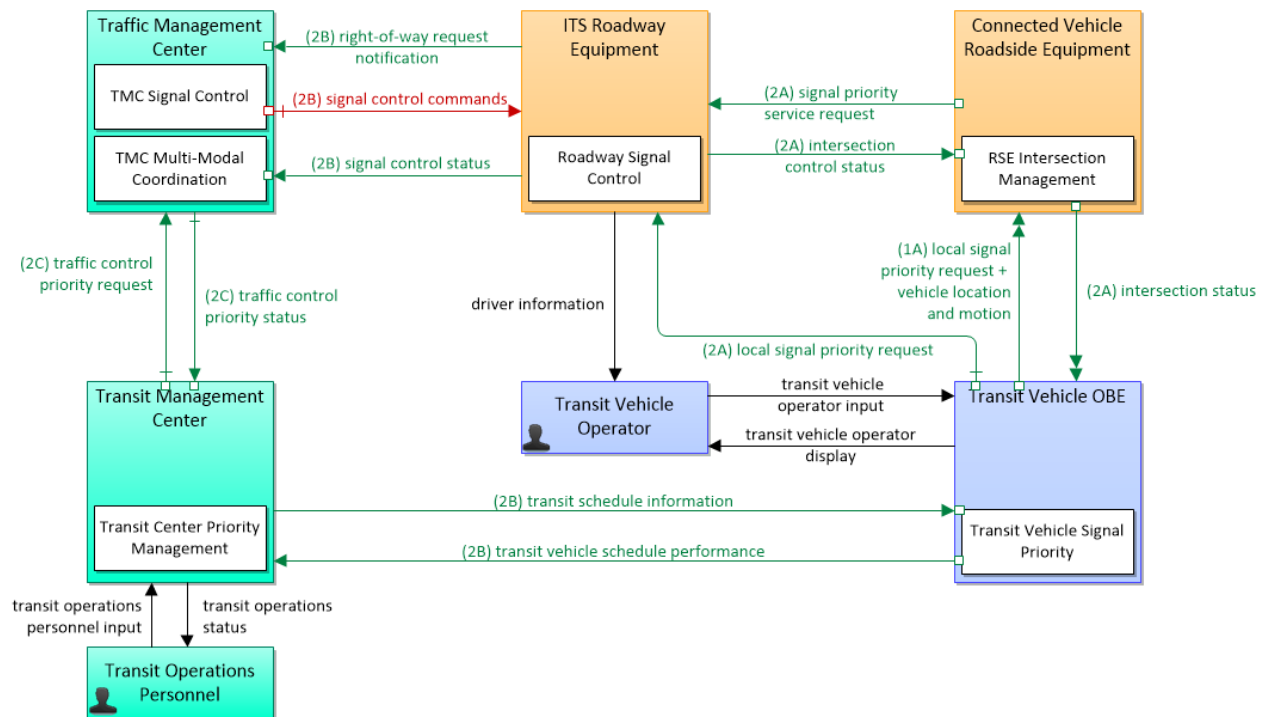 Traffic Management
Center
TMC Signal Control
TMC Multi-Modal
Coordination
(2B) right-of-way request
notification
(2B) signal control commands
(2B) signal control status
ITS Roadway
Equipment
Roadway Signal
Control
(2A) signal priority
service request
(2A) intersection
control status
Connected Vehicle
Roadside Equipment
RSE Intersection
Management
(2C) traffic control
priority request
(2C) traffic control
priority status
driver information
(2A) local signal priority request
(1A) local signal
priority request +
vehicle location
and motion
(2A) intersection status
Transit Management
Center
Transit Center Priority
Management
Transit Vehicle
Operator
transit vehicle
operator input
transit vehicle operator
display
Transit Vehicle OBE
Transit Vehicle Signal
Priority
(2B) transit schedule information
(2B) transit vehicle schedule performance
transit operations
personnel input
transit operations
status
Transit Operations
Personnel